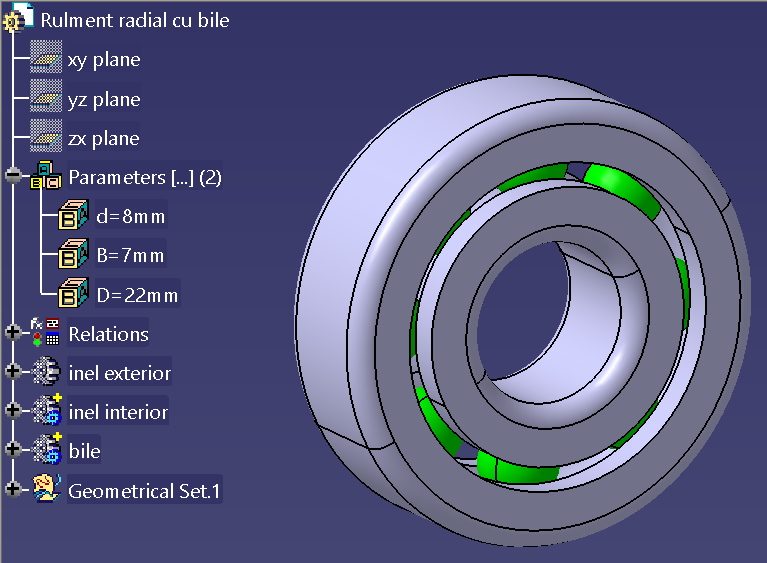 Rulment radial cu bile
xy plane
yz plane
zx plane
Parameters [...] (2)
d=8mm
B=7mm
D=22mm
Relations
inel exterior
inel interior
bile
Geometrical Set.1